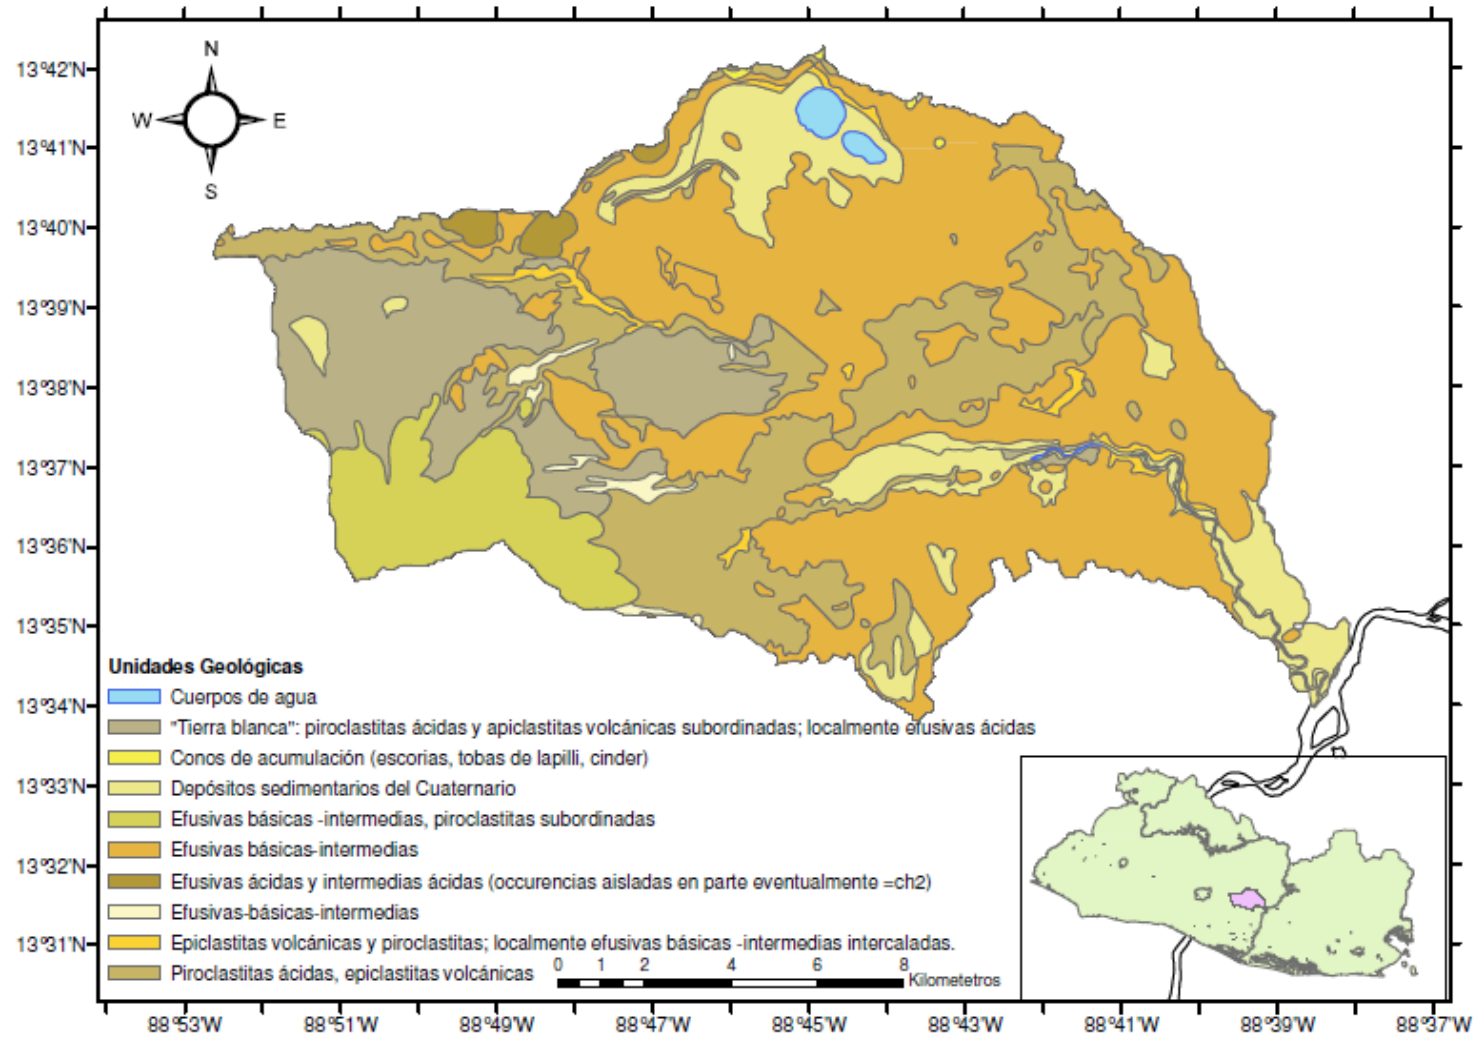 N
W E
S
13°42'N
13°41'N
13°40'N
13°39'N
13°38'N
13°37'N
13°36'N
13°35'N
13°34'N
13°33'N
13°32'N
13°31'N
Unidades Geológicas
Cuerpos de agua
"Tierra blanca": piroclastitas ácidas y apiclastitas volcánicas subordinadas; localmente efusivas ácidas
Conos de acumulación (escorias, tobas de lapilli, cinder)
Depósitos sedimentarios del Cuaternario
Efusivas básicas -intermedias, piroclastitas subordinadas
Efusivas básicas-intermedias
Efusivas ácidas y intermedias ácidas (occurencias aisladas en parte eventualmente =ch2)
Efusivas-básicas-intermedias
Epiclastitas volcánicas y piroclastitas; localmente efusivas básicas -intermedias intercaladas.
Piroclastitas ácidas, epiclastitas volcánicas
0 1 2 4 6 8
Kilometetros
88°53'W 88°51'W 88°49'W 88°47'W 88°45'W 88°43'W 88°41'W 88°39'W 88°37'W